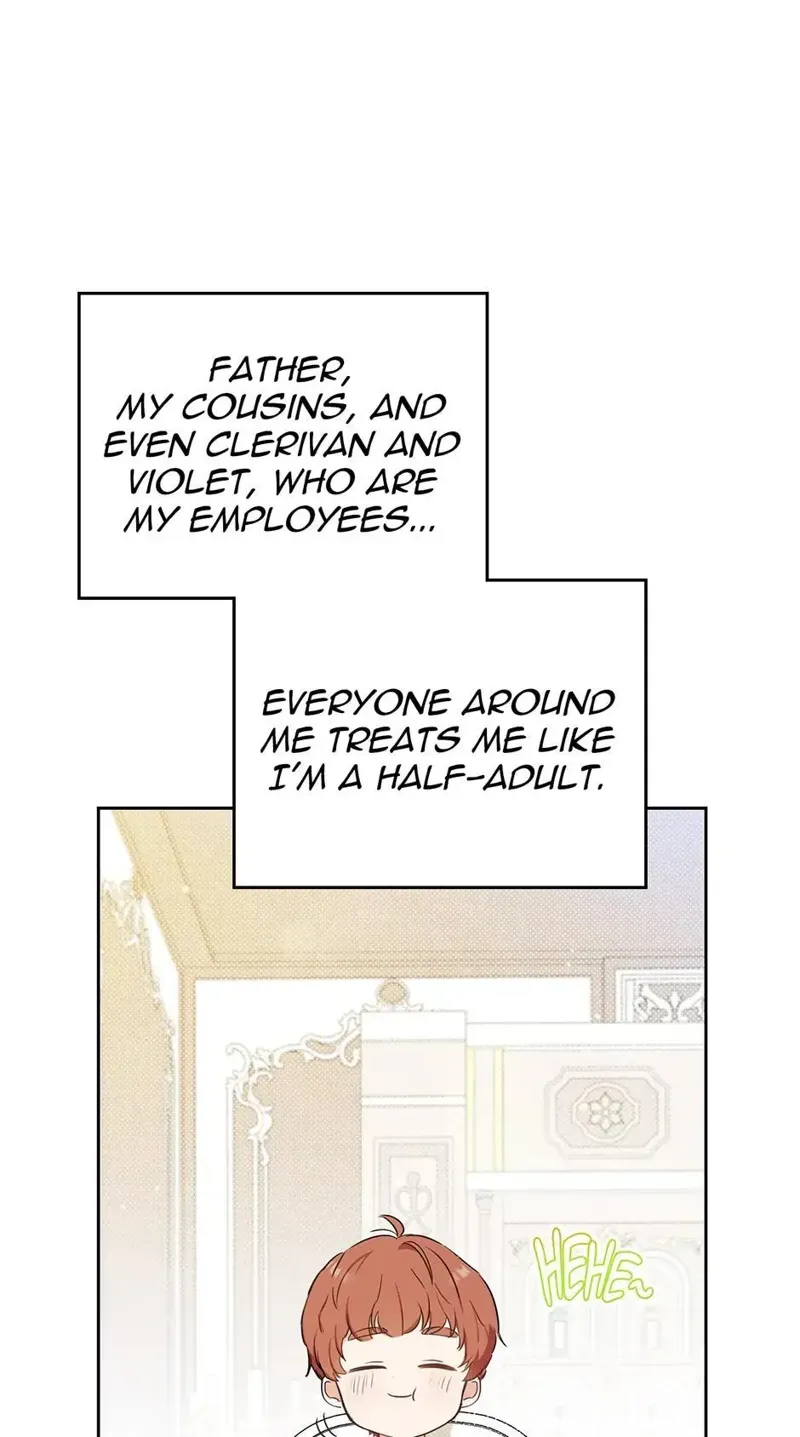 FATHER,
MY COUSINS, AND
EVEN CLERIVAN AND
VIOLET, WHO ARE
MY EMPLOYEES...
EVERYONE AROUND
ME TREATS ME LIKE
I'M A HALF-ADULT.
HEHE~